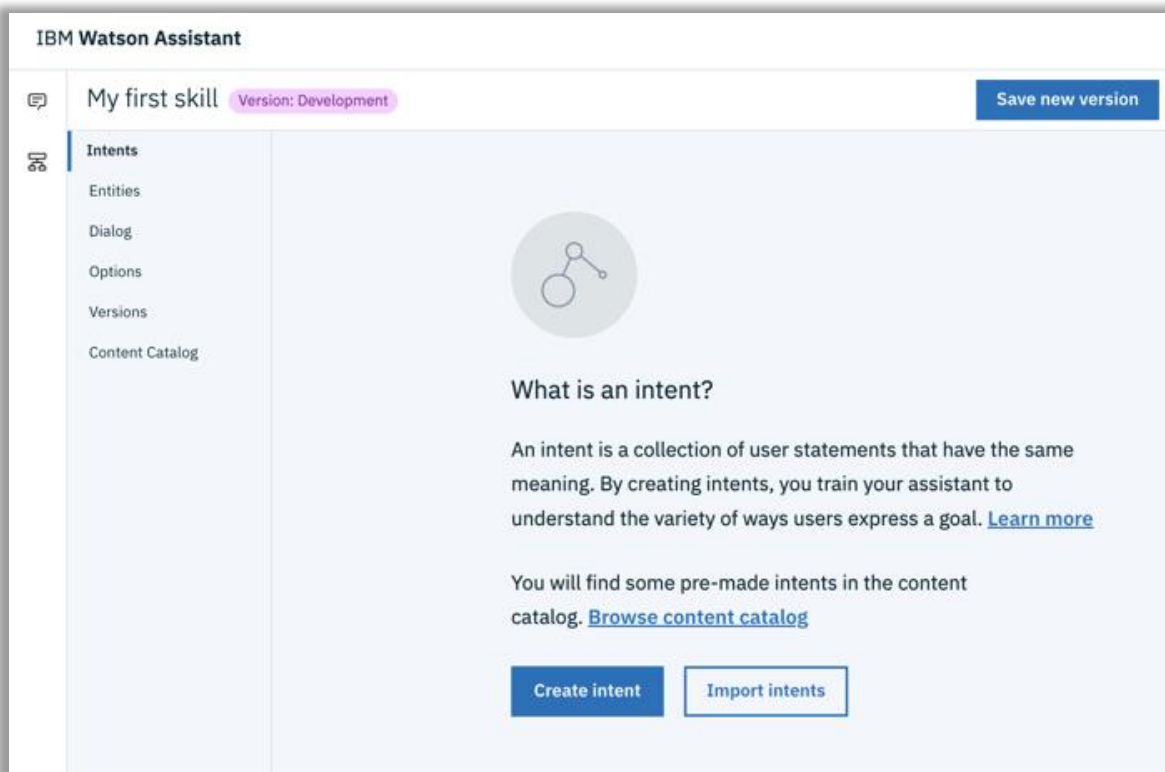 IBM Watson Assistant
My first skill Version: Development
Save new version
Intents
Entities
Dialog
Options
Versions
Content Catalog
What is an intent?
An intent is a collection of user statements that have the same
meaning. By creating intents, you train your assistant to
understand the variety of ways users express a goal. Learn more
You will find some pre-made intents in the content
catalog. Browse content catalog
Create intent
Import intents